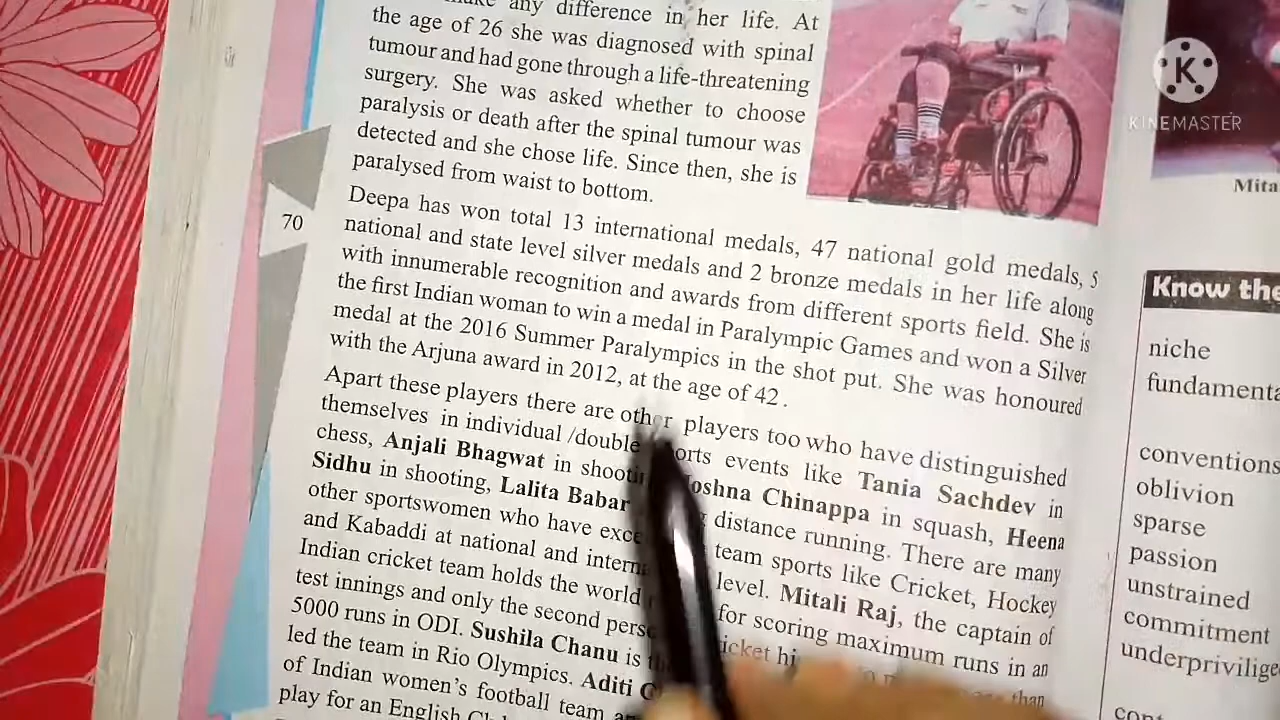 any difference in her life. At
the age of 26 she was diagnosed with spinal
tumour and had gone through a life-threatening
surgery. She was asked whether to choose
paralysis or death after the spinal tumour was
detected and she chose life. Since then, she is
paralysed from waist to bottom.
70
Deepa has won total 13 international medals, 47 national gold medals, 5
national and state level silver medals and 2 bronze medals in her life along
with innumerable recognition and awards from different sports field. She is
the first Indian woman to win a medal in Paralympic Games and won a Silver
medal at the 2016 Summer Paralympics in the shot put. She was honoured
with the Arjuna award in 2012, at the age of 42.
Apart these players there are other players too who have distinguished
themselves in individual /double events like Tania Sachdev in
chess, Anjali Bhagwat in Joshna Chinappa in squash, Heena
Sidhu in shooting, Lalita Babar distance running. There are many
other sportswomen who have team sports like Cricket, Hockey
and Kabaddi at national and level. Mitali Raj, the captain of
Indian cricket team holds the world for scoring maximum runs in an
test innings and only the second than
5000 runs in ODI. Sushila Chanu is
led the team in Rio Olympics. Aditi
of Indian women's football team
play for an English
KINEMASTER
Mita
Know the
niche
conventions
oblivion
sparse
passion
unstrained
commitment